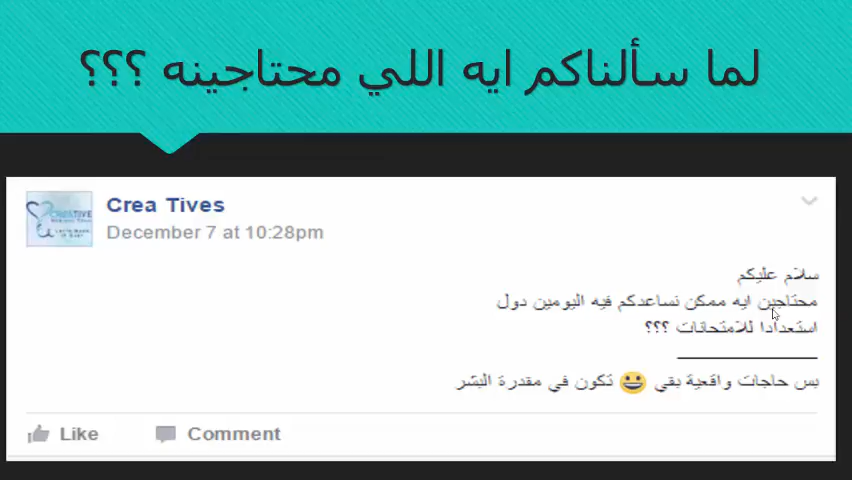 لما سألناكم ايه اللي محتاجينه ؟؟؟
Crea Tives
December 7 at 10:28pm
سلام عليكم
محتاجين ايه ممكن نساعدكم فيه اليومين دول
استعدادا للامتحانات ؟؟؟
بس حاجات واقعية بقي 😀 تكون في مقدرة البشر
Like
Comment